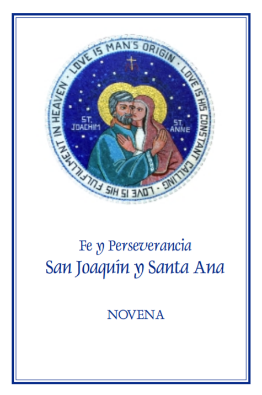 LOVE IS MAN'S ORIGIN · LOVE IS HIS CONSTANT CALLING · LOVE IS HIS FULFILLMENT IN HEAVEN ·
ST. JOACHIM
ST. ANNE
Fe y Perseverancia
San Joaquín y Santa Ana
NOVENA